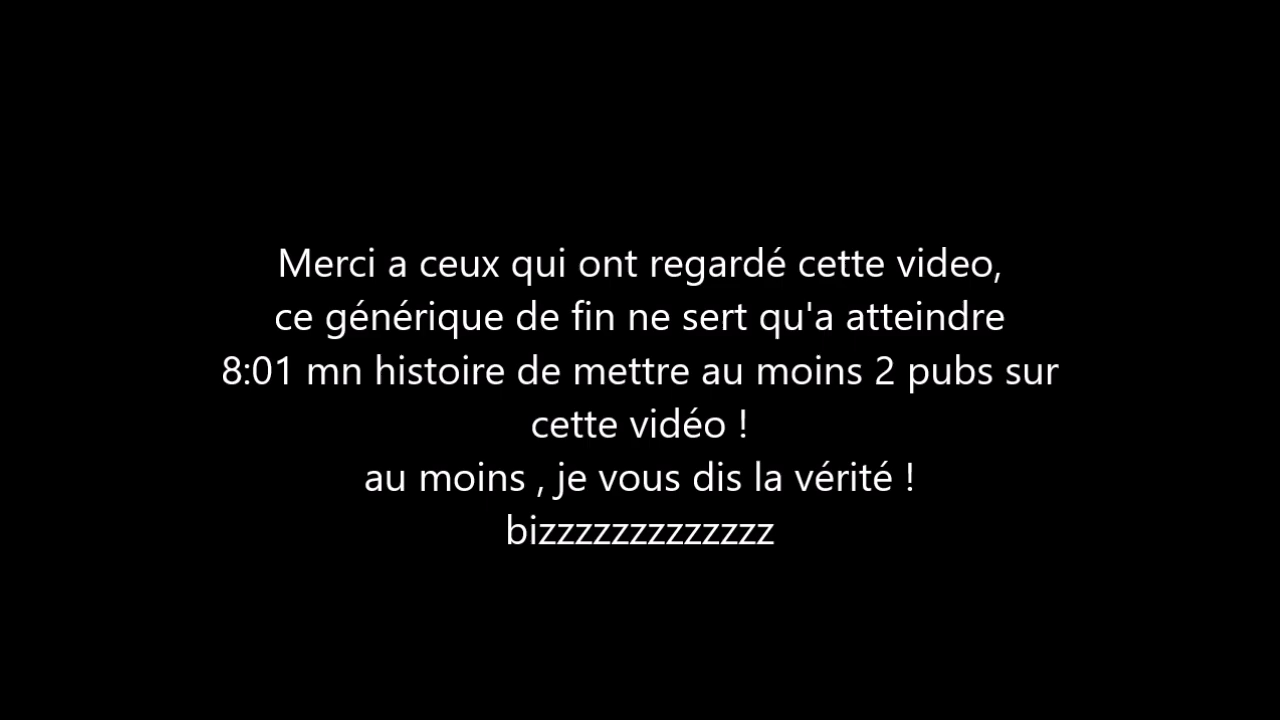 Merci a ceux qui ont regardé cette video,
ce générique de fin ne sert qu'a atteindre
8:01 mn histoire de mettre au moins 2 pubs sur
cette vidéo !
au moins , je vous dis la vérité !
bizzzzzzzzzzzzz